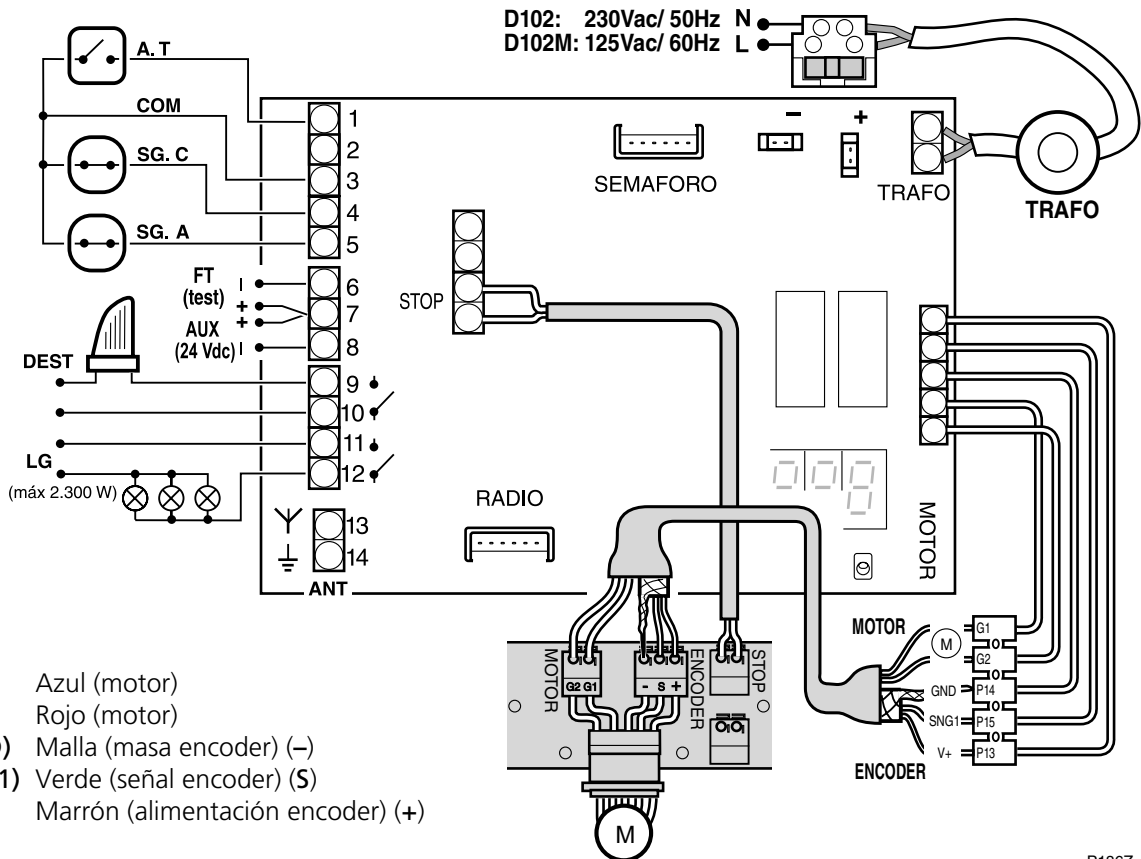 D102: 230Vac/ 50Hz N
D102M: 125Vac/ 60Hz L
A. T
COM
SG. C
SG. A
FT
(test)
AUX
(24 Vdc)
DEST
LG
(máx 2.300 W)
1
2
3
4
5
6
7
8
9
10
11
12
13
14
ANT
- +
SEMAFORO
TRAFO
TRAFO
STOP
RADIO
MOTOR
MOTOR
G2 G1
ENCODER
- S +
STOP
M
MOTOR
M
G1
G2
GND P14
SNG1 P15
V+ P13
ENCODER
Azul (motor)
Rojo (motor)
) Malla (masa encoder) (–)
1) Verde (señal encoder) (S)
Marrón (alimentación encoder) (+)